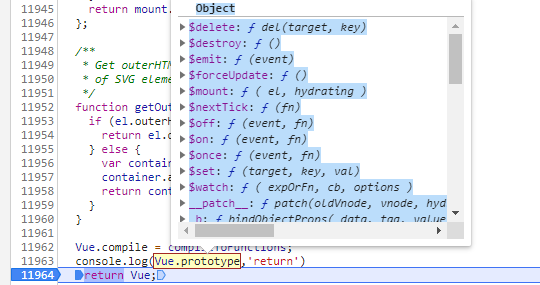 11945 return mount.
11946 };
11947
11948 /**
11949 * Get outerHTM
11950 * of SVG eleme
11951 */
11952 function getOut
11953 if (el.outerH
11954 return el.o
11955 } else {
11956 var contain
11957 container.a
11958 return cont
11959 }
11960 }
11961
11962 Vue.compile =
11963 console.log(Vue.prototype,'return')
11964 return Vue;
Object
$delete: ƒ del(target, key)
$destroy: ƒ ()
$emit: ƒ (event)
$forceUpdate: ƒ ()
$mount: ƒ ( el, hydrating )
$nextTick: ƒ (fn)
$off: ƒ (event, fn)
$on: ƒ (event, fn)
$once: ƒ (event, fn)
$set: ƒ (target, key, val)
$watch: ƒ ( expOrFn, cb, options )
__patch__: ƒ patch(oldVnode, vnode, hyd
_b: ƒ bindObjectProps( data, tag, value